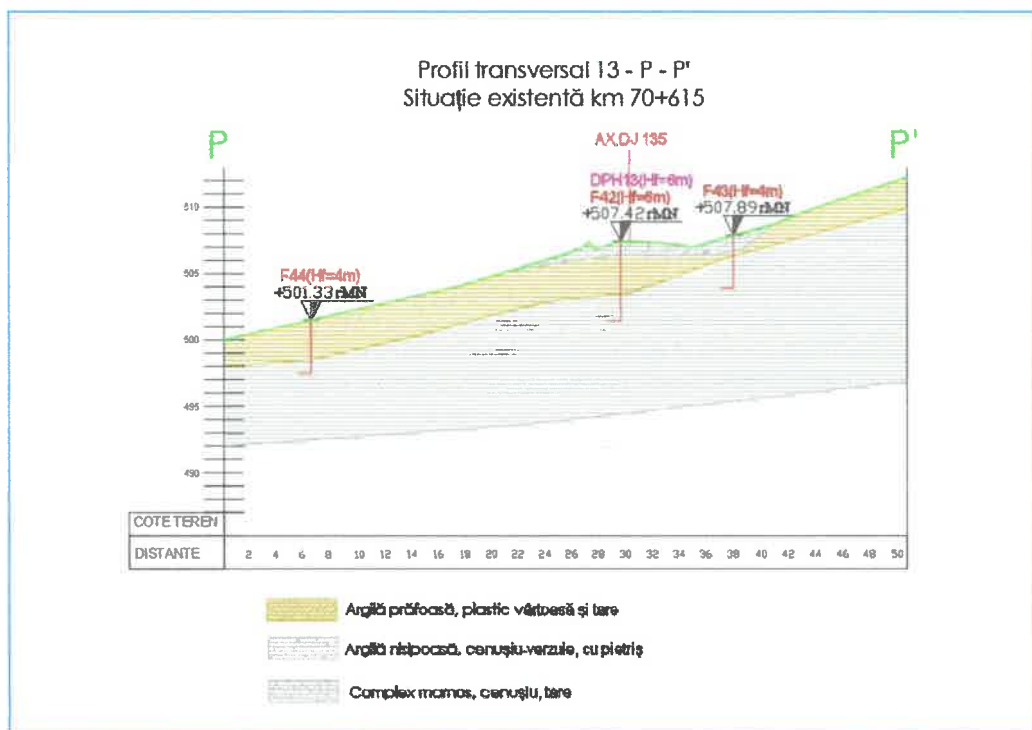 Profil transversal 13 - P - P'
Situație existentă km 70+615
P
P'
AX DJ 135
DPH13(Hf=6m)
F42(Hf=6m)
+507.42 rMN
F43(Hf=4m)
+507.89 rMN
F44(Hf=4m)
+501.33 rMN
510
505
500
495
490
COTE TEREN
DISTANTE 2 4 6 8 10 12 14 16 18 20 22 24 26 28 30 32 34 36 38 40 42 44 46 48 50
Argilă prăfoasă, plastic vârtoasă și tare
Argilă nisipoasă, cenușiu-verzuie, cu pietriș
Complex marnos, cenușiu, tare